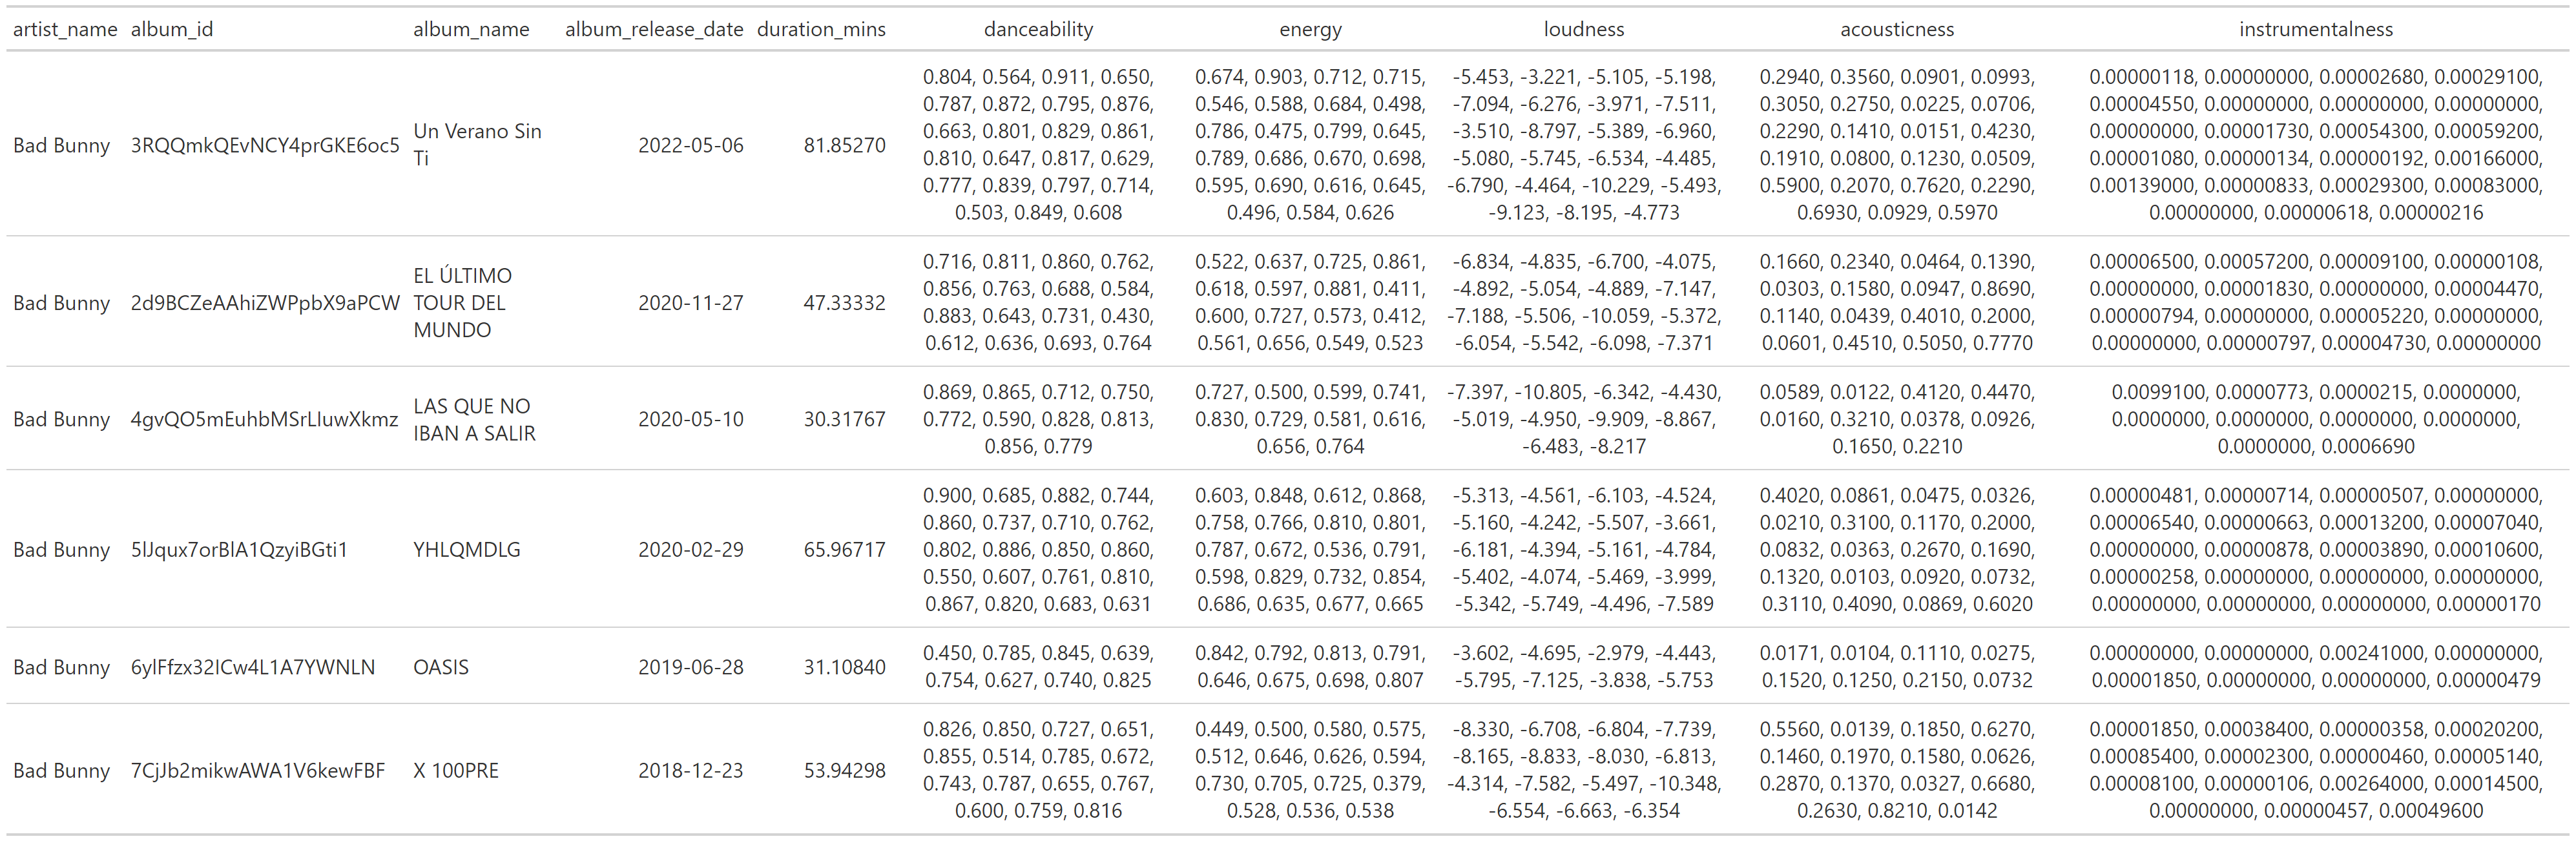 artist_name album_id album_name album_release_date duration_mins danceability energy loudness acousticness instrumentalness
0.804, 0.564, 0.911, 0.650, 0.674, 0.903, 0.712, 0.715, -5.453, -3.221, -5.105, -5.198, 0.2940, 0.3560, 0.0901, 0.0993, 0.00000118, 0.00000000, 0.00002680, 0.00029100,
0.787, 0.872, 0.795, 0.876, 0.546, 0.588, 0.684, 0.498, -7.094, -6.276, -3.971, -7.511, 0.3050, 0.2750, 0.0225, 0.0706, 0.00004550, 0.00000000, 0.00000000, 0.00000000,
Bad Bunny 3RQQmkQEvNCY4prGKE6oc5 Un Verano Sin 2022-05-06 81.85270 0.663, 0.801, 0.829, 0.861, 0.786, 0.475, 0.799, 0.645, -3.510, -8.797, -5.389, -6.960, 0.2290, 0.1410, 0.0151, 0.4230, 0.00000000, 0.00001730, 0.00054300, 0.00059200,
Ti 0.810, 0.647, 0.817, 0.629, 0.789, 0.686, 0.670, 0.698, -5.080, -5.745, -6.534, -4.485, 0.1910, 0.0800, 0.1230, 0.0509, 0.00001080, 0.00000134, 0.00000192, 0.00166000,
0.777, 0.839, 0.797, 0.714, 0.595, 0.690, 0.616, 0.645, -6.790, -4.464, -10.229, -5.493, 0.5900, 0.2070, 0.7620, 0.2290, 0.00139000, 0.00000833, 0.00029300, 0.00083000,
0.503, 0.849, 0.608 0.496, 0.584, 0.626 -9.123, -8.195, -4.773 0.6930, 0.0929, 0.5970 0.00000000, 0.00000618, 0.00000216
EL ÚLTIMO 0.716, 0.811, 0.860, 0.762, 0.522, 0.637, 0.725, 0.861, -6.834, -4.835, -6.700, -4.075, 0.1660, 0.2340, 0.0464, 0.1390, 0.00006500, 0.00057200, 0.00009100, 0.00000108,
Bad Bunny 2d9BCZeAAhiZWPpbX9aPCW TOUR DEL 2020-11-27 47.33332 0.856, 0.763, 0.688, 0.584, 0.618, 0.597, 0.881, 0.411, -4.892, -5.054, -4.889, -7.147, 0.0303, 0.1580, 0.0947, 0.8690, 0.00000000, 0.00001830, 0.00000000, 0.00004470,
MUNDO 0.883, 0.643, 0.731, 0.430, 0.600, 0.727, 0.573, 0.412, -7.188, -5.506, -10.059, -5.372, 0.1140, 0.0439, 0.4010, 0.2000, 0.00000794, 0.00000000, 0.00005220, 0.00000000,
0.612, 0.636, 0.693, 0.764 0.561, 0.656, 0.549, 0.523 -6.054, -5.542, -6.098, -7.371 0.0601, 0.4510, 0.5050, 0.7770 0.00000000, 0.00000797, 0.00004730, 0.00000000
LAS QUE NO 0.869, 0.865, 0.712, 0.750, 0.727, 0.500, 0.599, 0.741, -7.397, -10.805, -6.342, -4.430, 0.0589, 0.0122, 0.4120, 0.4470, 0.0099100, 0.0000773, 0.0000215, 0.0000000,
Bad Bunny 4gvQO5mEuhbMSrLIuwXkmz IBAN A SALIR 2020-05-10 30.31767 0.772, 0.590, 0.828, 0.813, 0.830, 0.729, 0.581, 0.616, -5.019, -4.950, -9.909, -8.867, 0.0160, 0.3210, 0.0378, 0.0926, 0.0000000, 0.0000000, 0.0000000, 0.0000000,
0.856, 0.779 0.656, 0.764 -6.483, -8.217 0.1650, 0.2210 0.0000000, 0.0006690
0.900, 0.685, 0.882, 0.744, 0.603, 0.848, 0.612, 0.868, -5.313, -4.561, -6.103, -4.524, 0.4020, 0.0861, 0.0475, 0.0326, 0.00000481, 0.00000714, 0.00000507, 0.00000000,
0.860, 0.737, 0.710, 0.762, 0.758, 0.766, 0.810, 0.801, -5.160, -4.242, -5.507, -3.661, 0.0210, 0.3100, 0.1170, 0.2000, 0.00006540, 0.00000663, 0.00013200, 0.00007040,
Bad Bunny 5lJqux7orBlA1QzyiBGti1 YHLQMDLG 2020-02-29 65.96717 0.802, 0.886, 0.850, 0.860, 0.787, 0.672, 0.536, 0.791, -6.181, -4.394, -5.161, -4.784, 0.0832, 0.0363, 0.2670, 0.1690, 0.00000000, 0.00000878, 0.00003890, 0.00010600,
0.550, 0.607, 0.761, 0.810, 0.598, 0.829, 0.732, 0.854, -5.402, -4.074, -5.469, -3.999, 0.1320, 0.0103, 0.0920, 0.0732, 0.00000258, 0.00000000, 0.00000000, 0.00000000,
0.867, 0.820, 0.683, 0.631 0.686, 0.635, 0.677, 0.665 -5.342, -5.749, -4.496, -7.589 0.3110, 0.4090, 0.0869, 0.6020 0.00000000, 0.00000000, 0.00000000, 0.00000170
0.450, 0.785, 0.845, 0.639, 0.842, 0.792, 0.813, 0.791, -3.602, -4.695, -2.979, -4.443, 0.0171, 0.0104, 0.1110, 0.0275, 0.00000000, 0.00000000, 0.00241000, 0.00000000,
Bad Bunny 6ylFfzx32ICw4L1A7YWNLN OASIS 2019-06-28 31.10840 0.754, 0.627, 0.740, 0.825 0.646, 0.675, 0.698, 0.807 -5.795, -7.125, -3.838, -5.753 0.1520, 0.1250, 0.2150, 0.0732 0.00001850, 0.00000000, 0.00000000, 0.00000479
0.826, 0.850, 0.727, 0.651, 0.449, 0.500, 0.580, 0.575, -8.330, -6.708, -6.804, -7.739, 0.5560, 0.0139, 0.1850, 0.6270, 0.00001850, 0.00038400, 0.00000358, 0.00020200,
0.855, 0.514, 0.785, 0.672, 0.512, 0.646, 0.626, 0.594, -8.165, -8.833, -8.030, -6.813, 0.1460, 0.1970, 0.1580, 0.0626, 0.00085400, 0.00002300, 0.00000460, 0.00005140,
Bad Bunny 7CjJb2mikwAWA1V6kewFBF X 100PRE 2018-12-23 53.94298 0.743, 0.787, 0.655, 0.767, 0.730, 0.705, 0.725, 0.379, -4.314, -7.582, -5.497, -10.348, 0.2870, 0.1370, 0.0327, 0.6680, 0.00008100, 0.00000106, 0.00264000, 0.00014500,
0.600, 0.759, 0.816 0.528, 0.536, 0.538 -6.554, -6.663, -6.354 0.2630, 0.8210, 0.0142 0.00000000, 0.00000457, 0.00049600